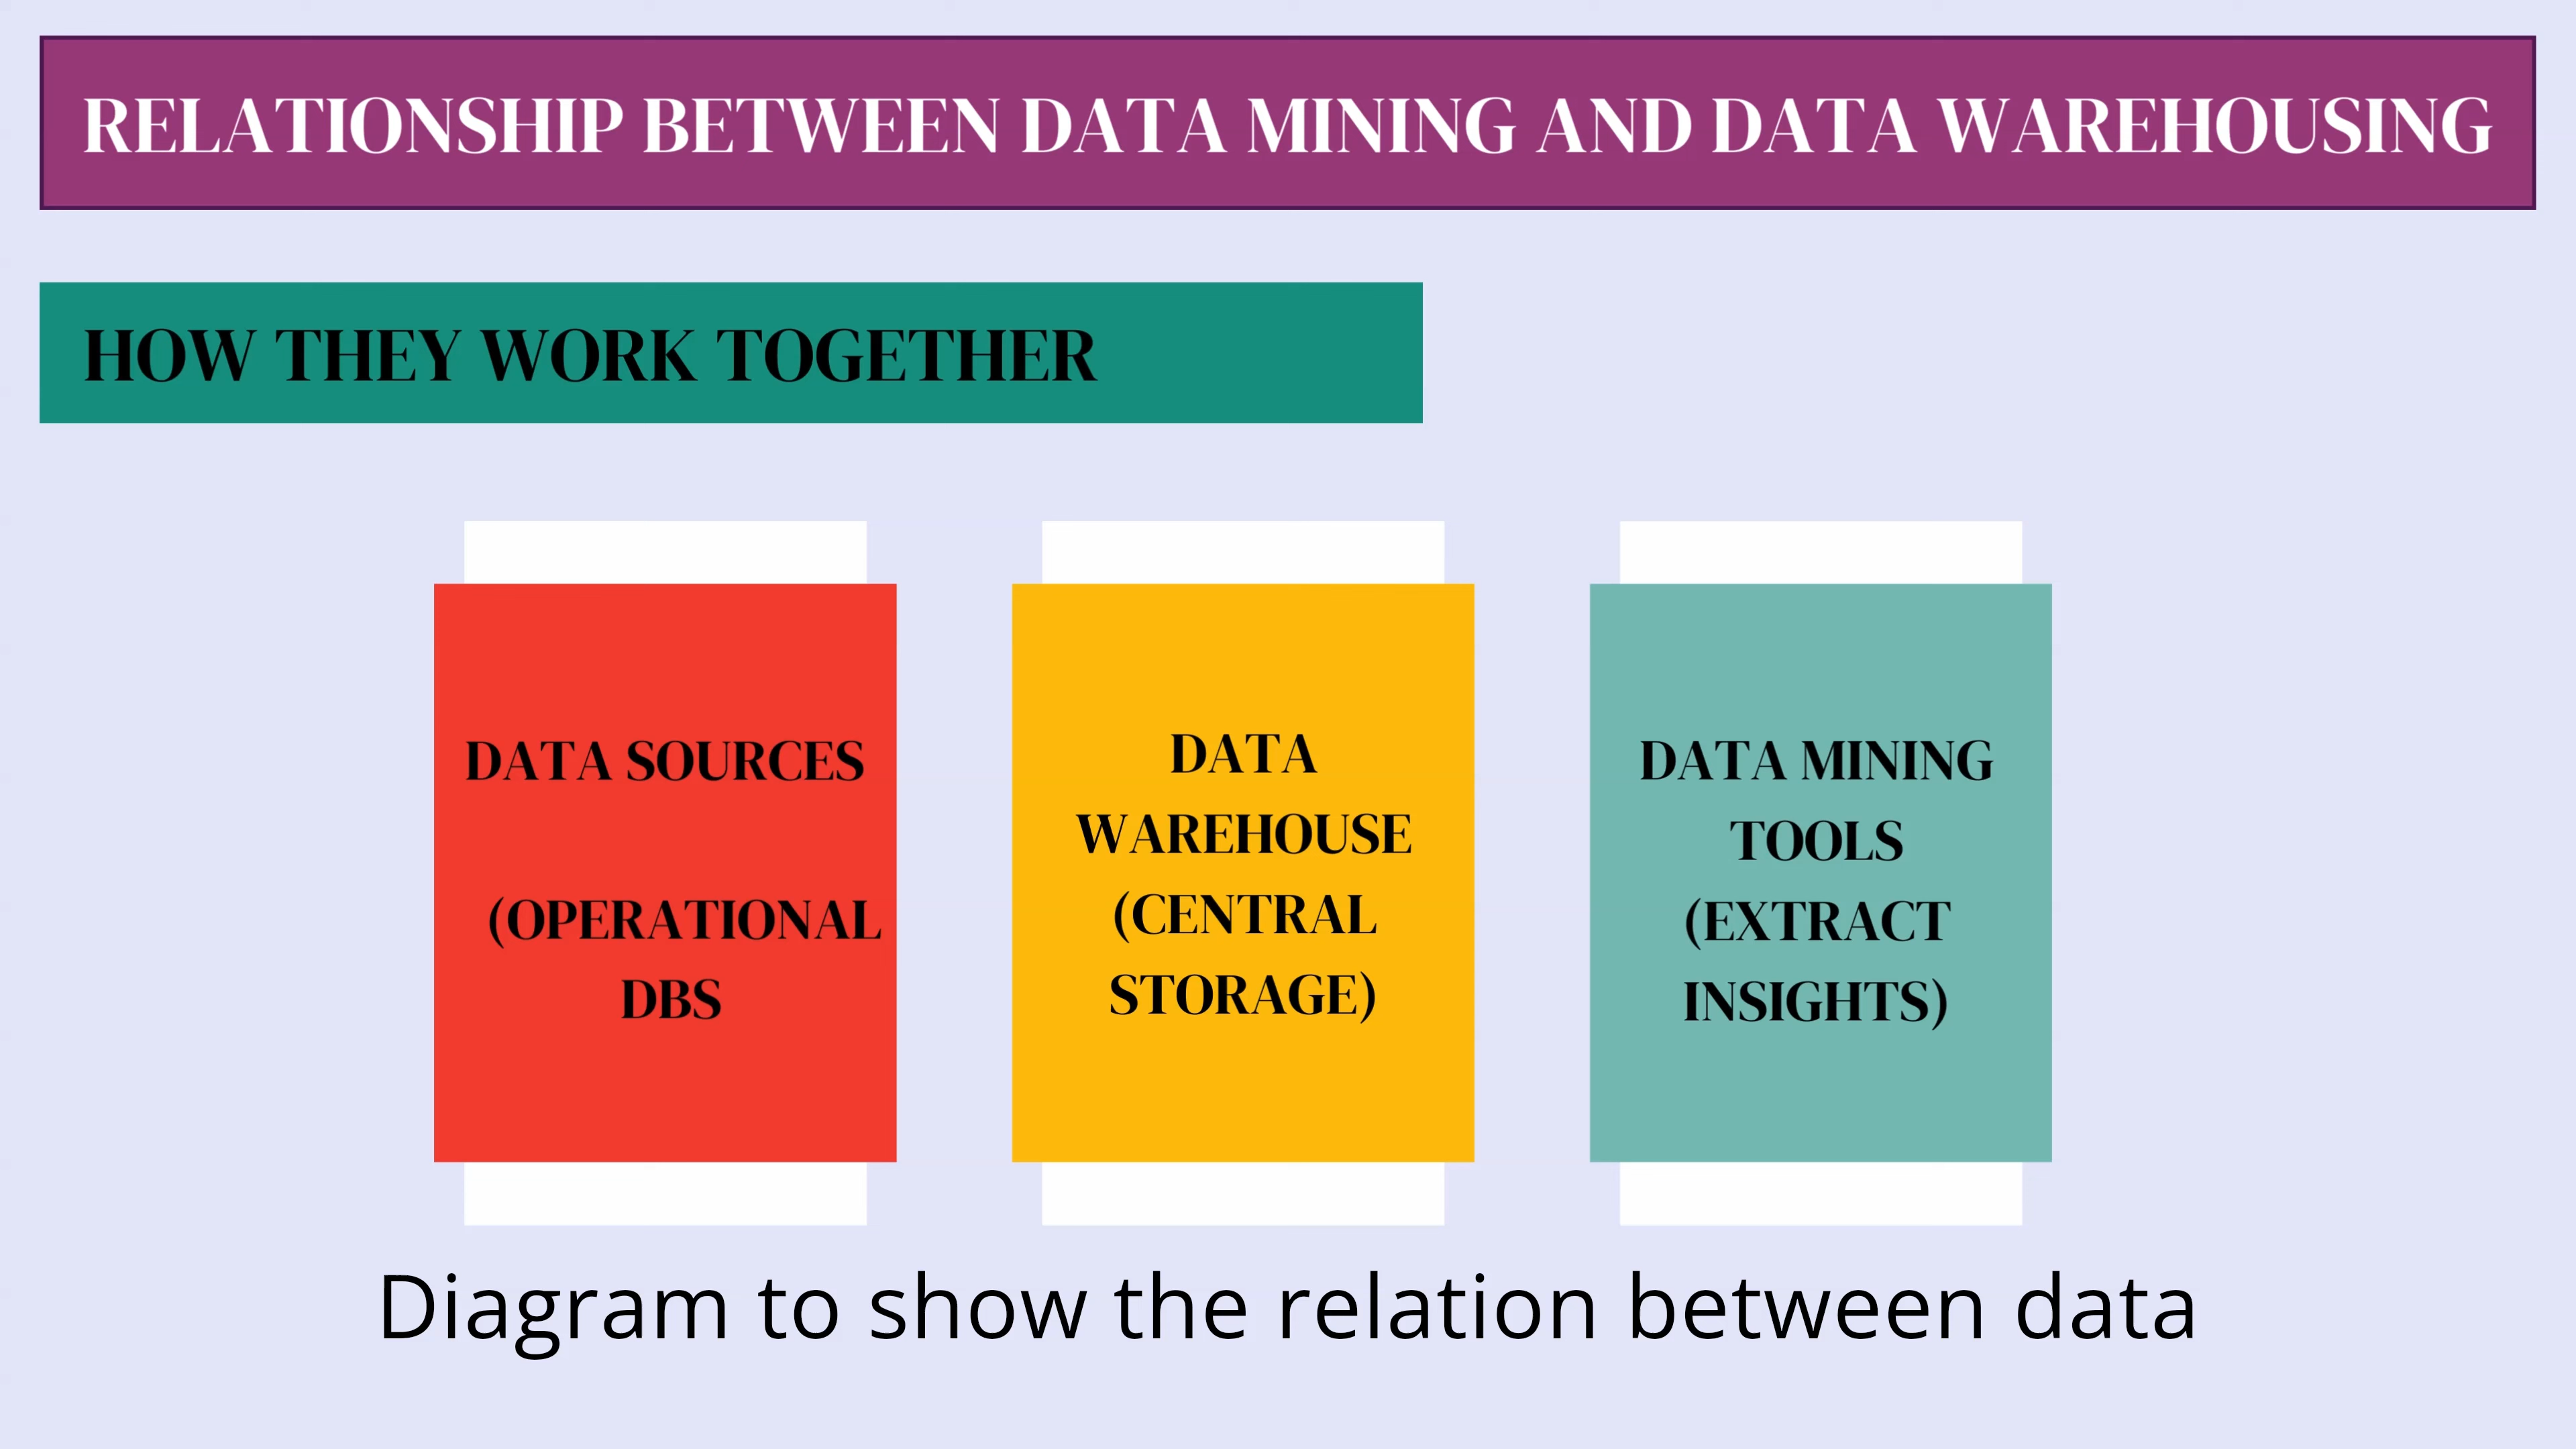 RELATIONSHIP BETWEEN DATA MINING AND DATA WAREHOUSING
HOW THEY WORK TOGETHER
DATA SOURCES
(OPERATIONAL
DBS
DATA
WAREHOUSE
(CENTRAL
STORAGE)
DATA MINING
TOOLS
(EXTRACT
INSIGHTS)
Diagram to show the relation between data